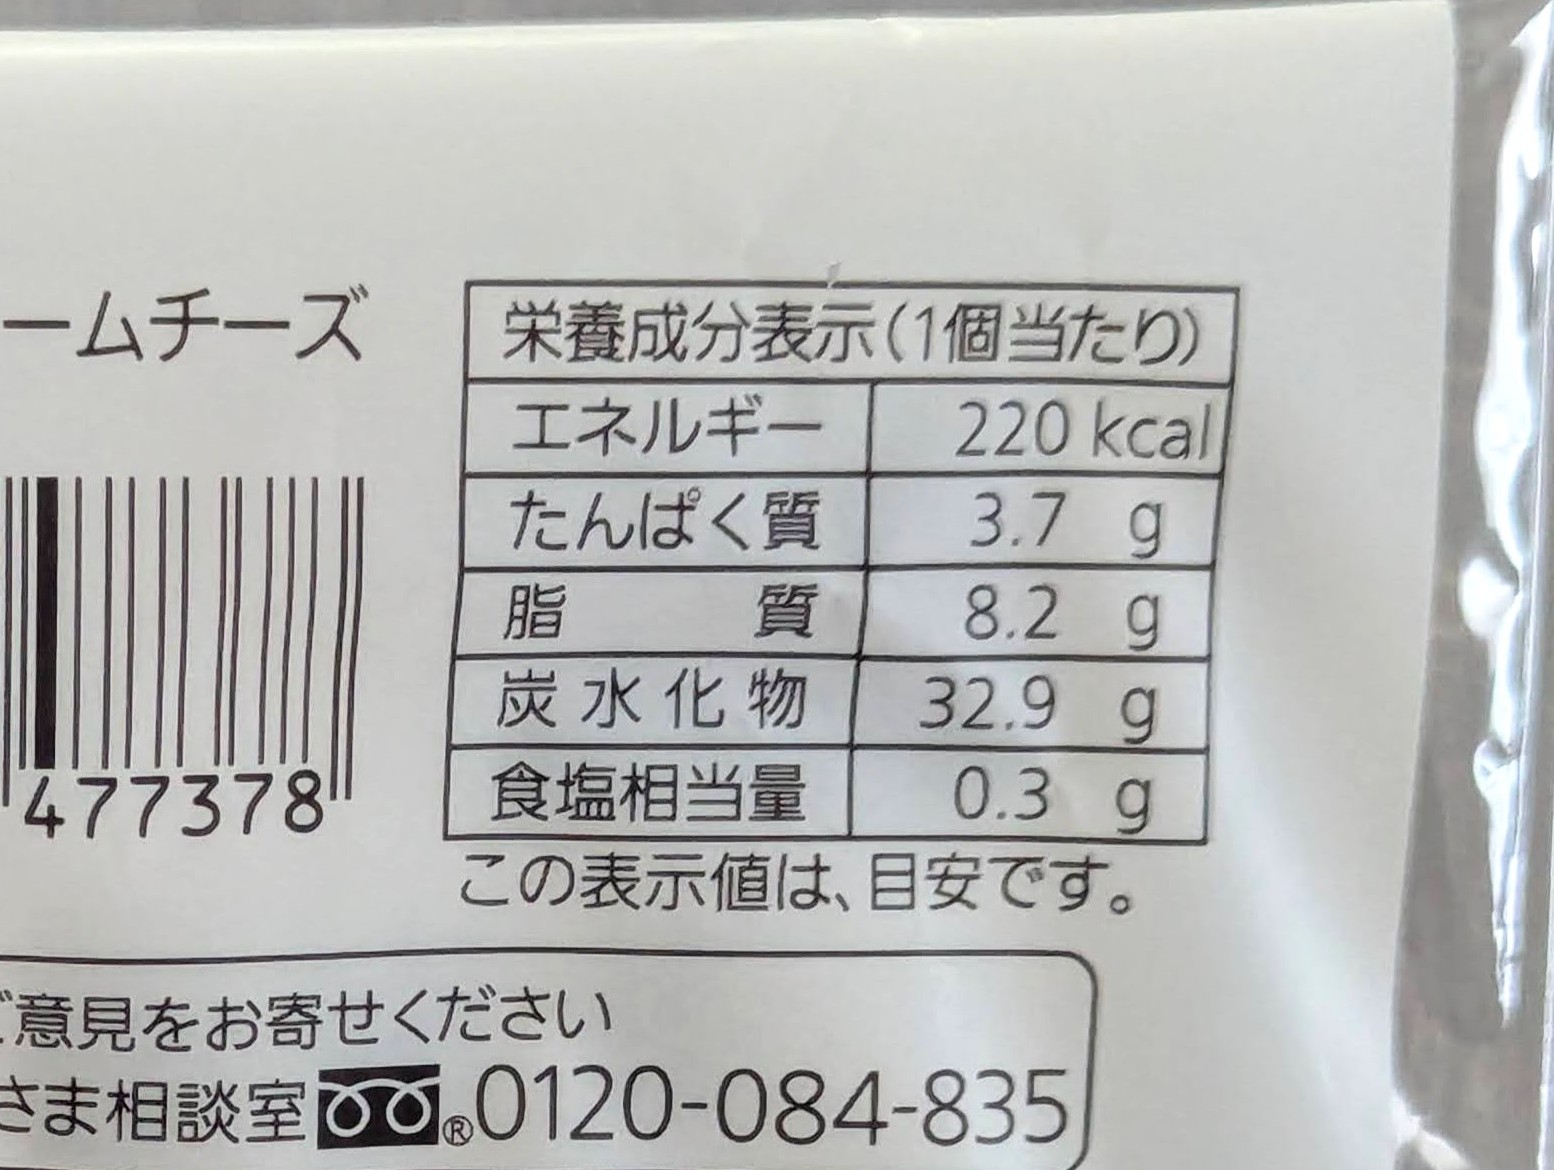 ームチーズ
栄養成分表示(1個当たり)
エネルギー 220 kcal
たんぱく質 3.7 g
脂質 8.2 g
炭水化物 32.9 g
食塩相当量 0.3 g
477378
この表示値は、目安です。
ご意見をお寄せください
さま相談室 ® 0120-084-835